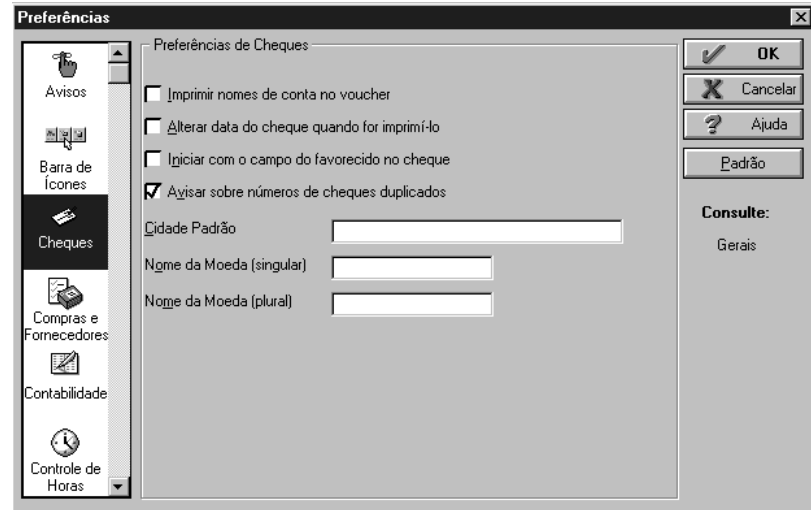 Preferências
Avisos
Barra de
Ícones
Cheques
Compras e
Fornecedores
Contabilidade
Controle de
Horas
Preferências de Cheques
Imprimir nomes de conta no voucher
Alterar data do cheque quando for imprimí-lo
Iniciar com o campo do favorecido no cheque
Avisar sobre números de cheques duplicados
Cidade Padrão
Nome da Moeda (singular)
Nome da Moeda (plural)
OK
Cancelar
Ajuda
Padrão
Consulte:
Gerais